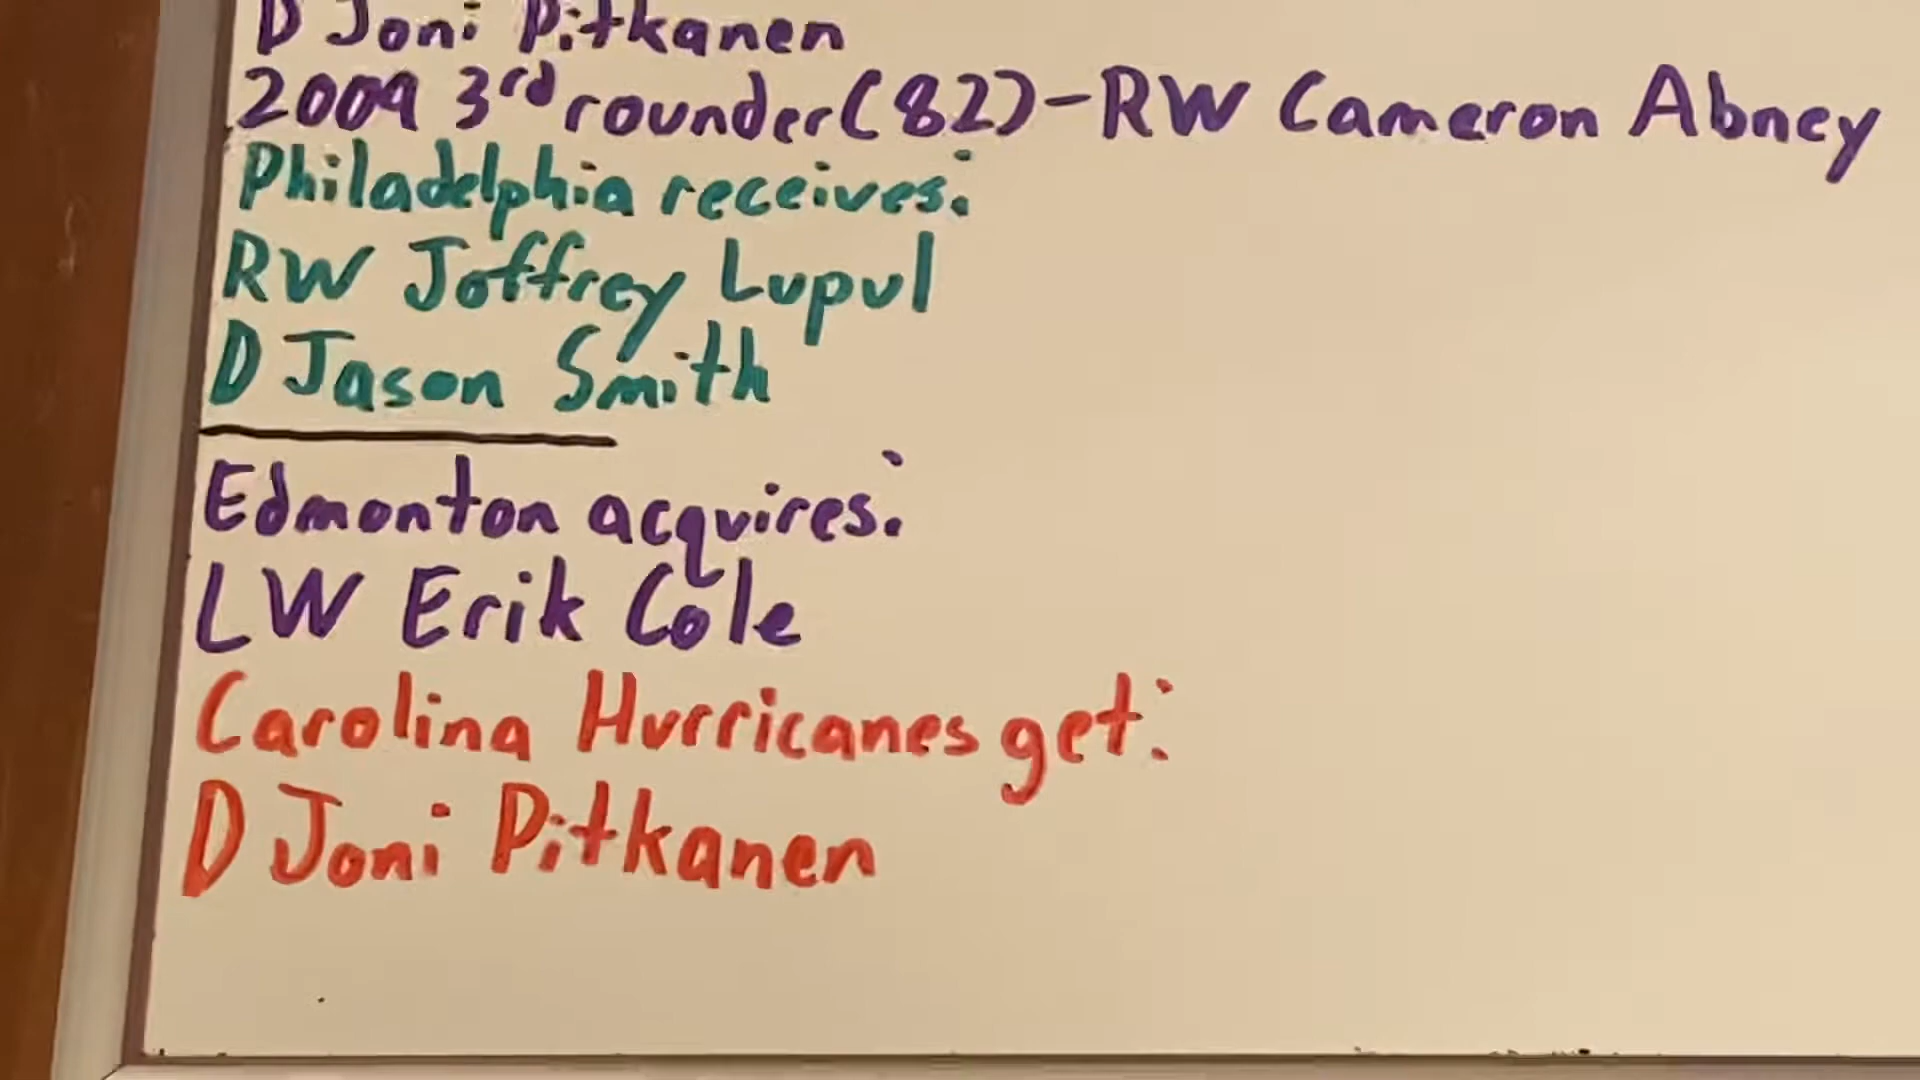 D Joni Pitkanen
2009 3rd rounder(82)-RW Cameron Abney
Philadelphia receives:
RW Joffrey Lupul
D Jason Smith
Edmonton acquires:
LW Erik Cole
Carolina Hurricanes get:
D Joni Pitkanen